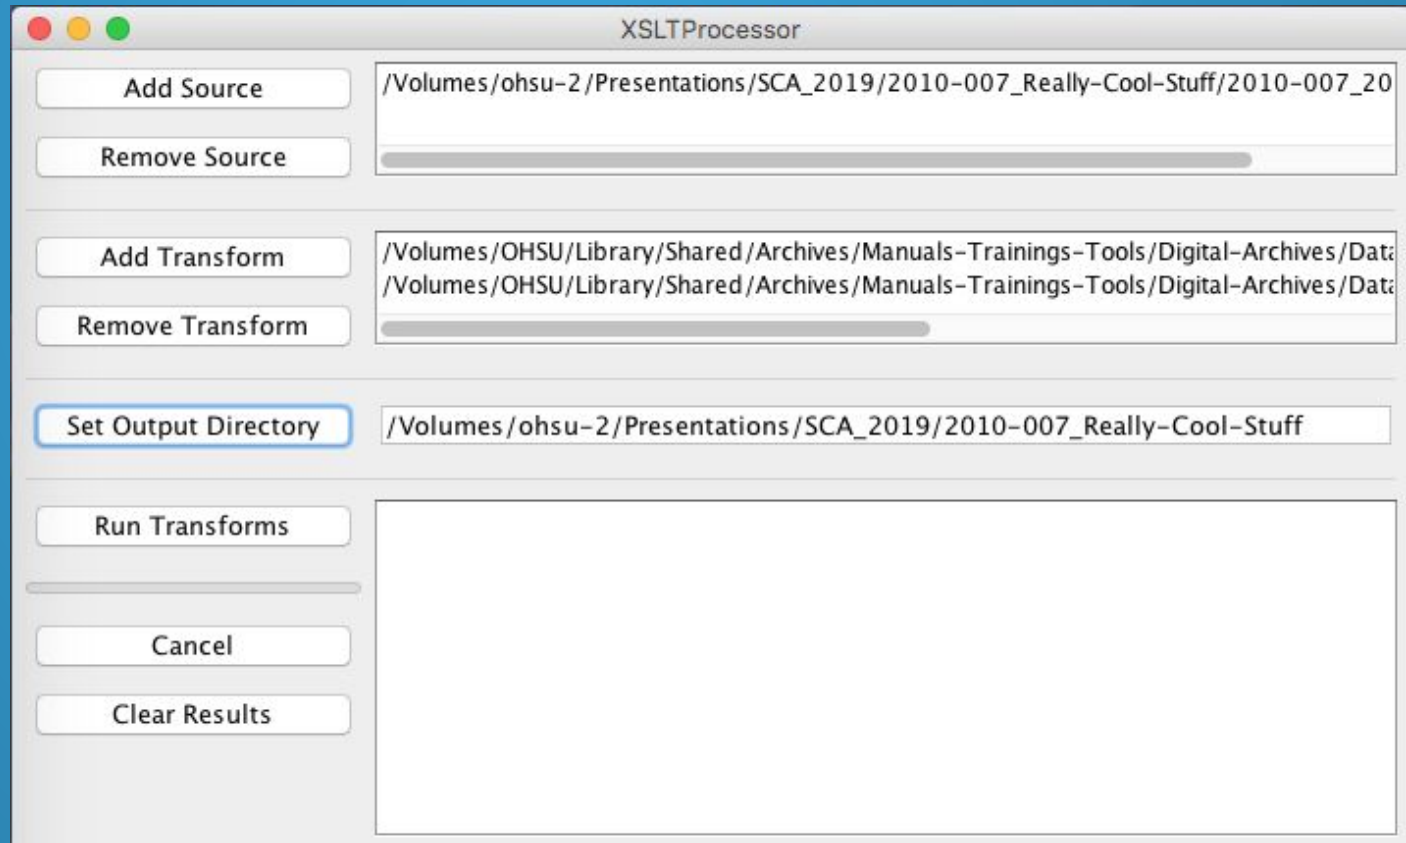 XSLTProcessor
Add Source
/Volumes/ohsu-2/Presentations/SCA_2019/2010-007_Really-Cool-Stuff/2010-007_20
Remove Source
Add Transform
/Volumes/OHSU/Library/Shared/Archives/Manuals-Trainings-Tools/Digital-Archives/Data
/Volumes/OHSU/Library/Shared/Archives/Manuals-Trainings-Tools/Digital-Archives/Data
Remove Transform
Set Output Directory
/Volumes/ohsu-2/Presentations/SCA_2019/2010-007_Really-Cool-Stuff
Run Transforms
Cancel
Clear Results